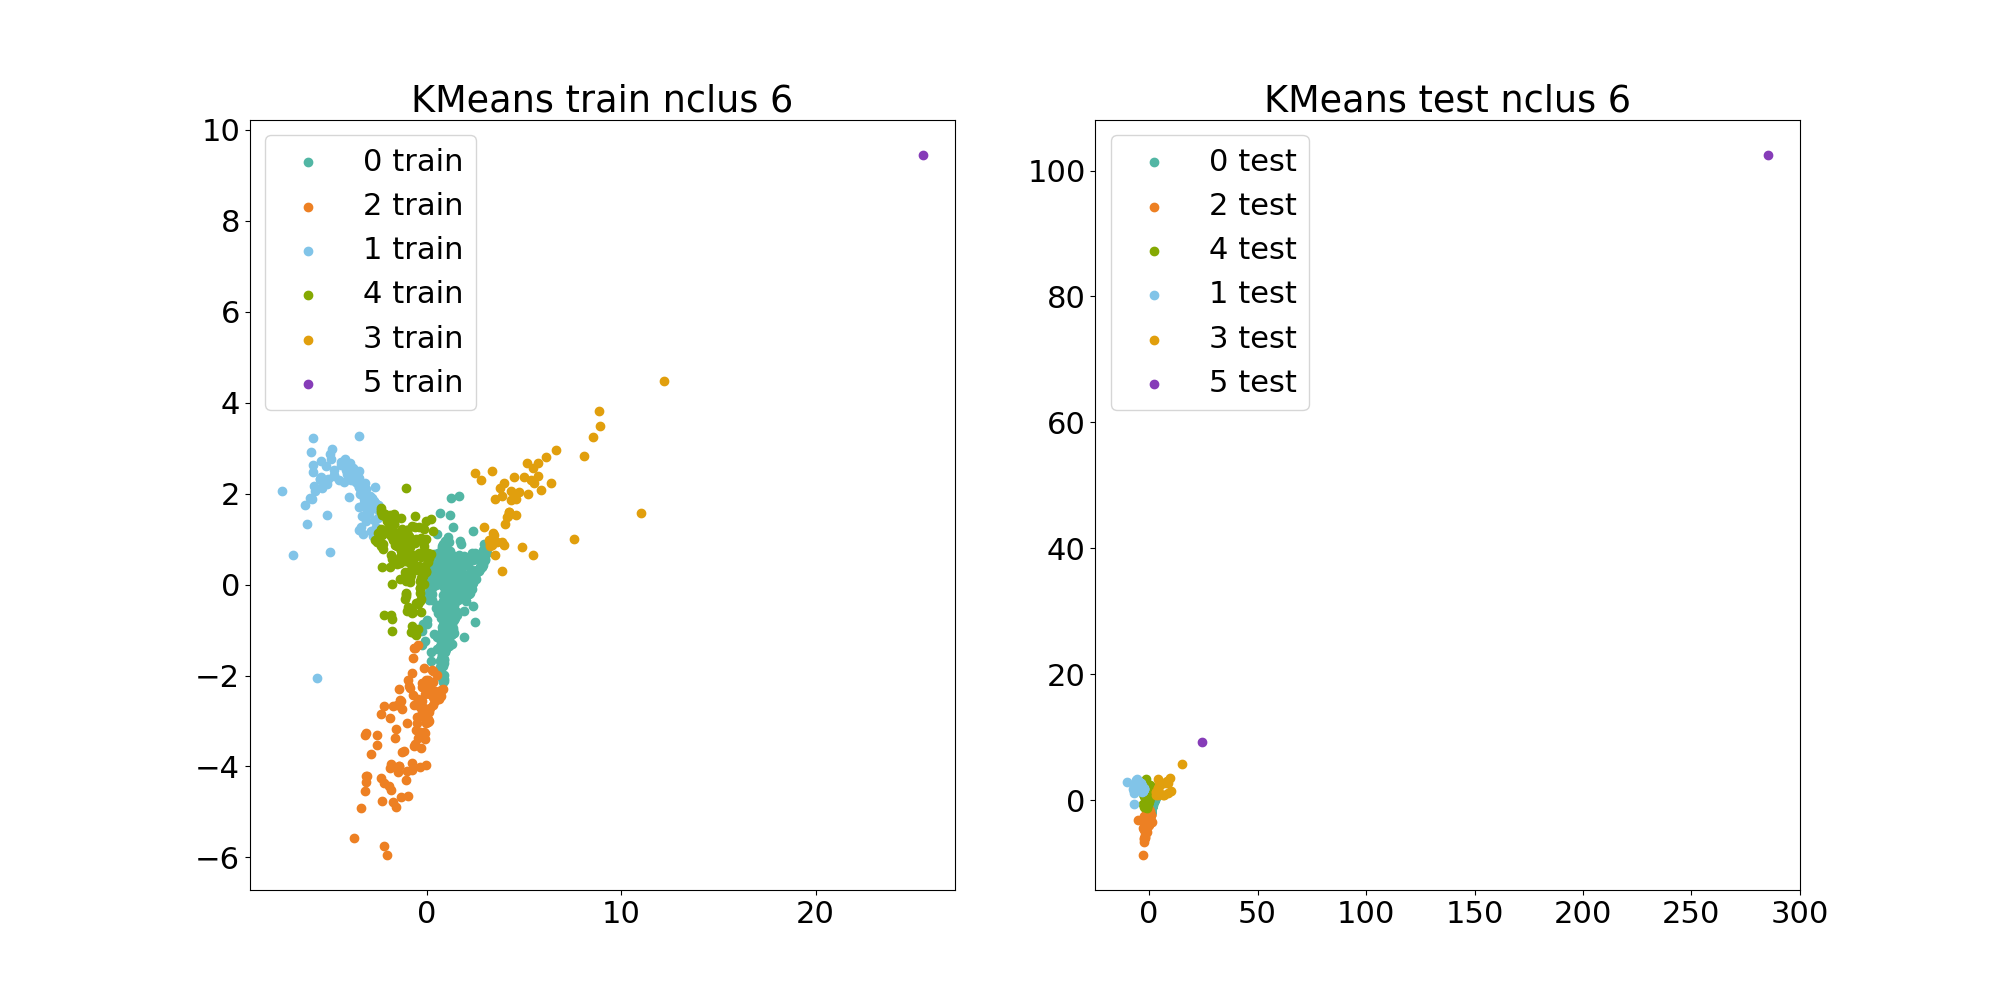 KMeans train nclus 6
10
8
6
4
2
0
−2
−4
−6
0 train
2 train
1 train
4 train
3 train
5 train
0 10 20
KMeans test nclus 6
100
80
60
40
20
0
0 test
2 test
4 test
1 test
3 test
5 test
0 50 100 150 200 250 300